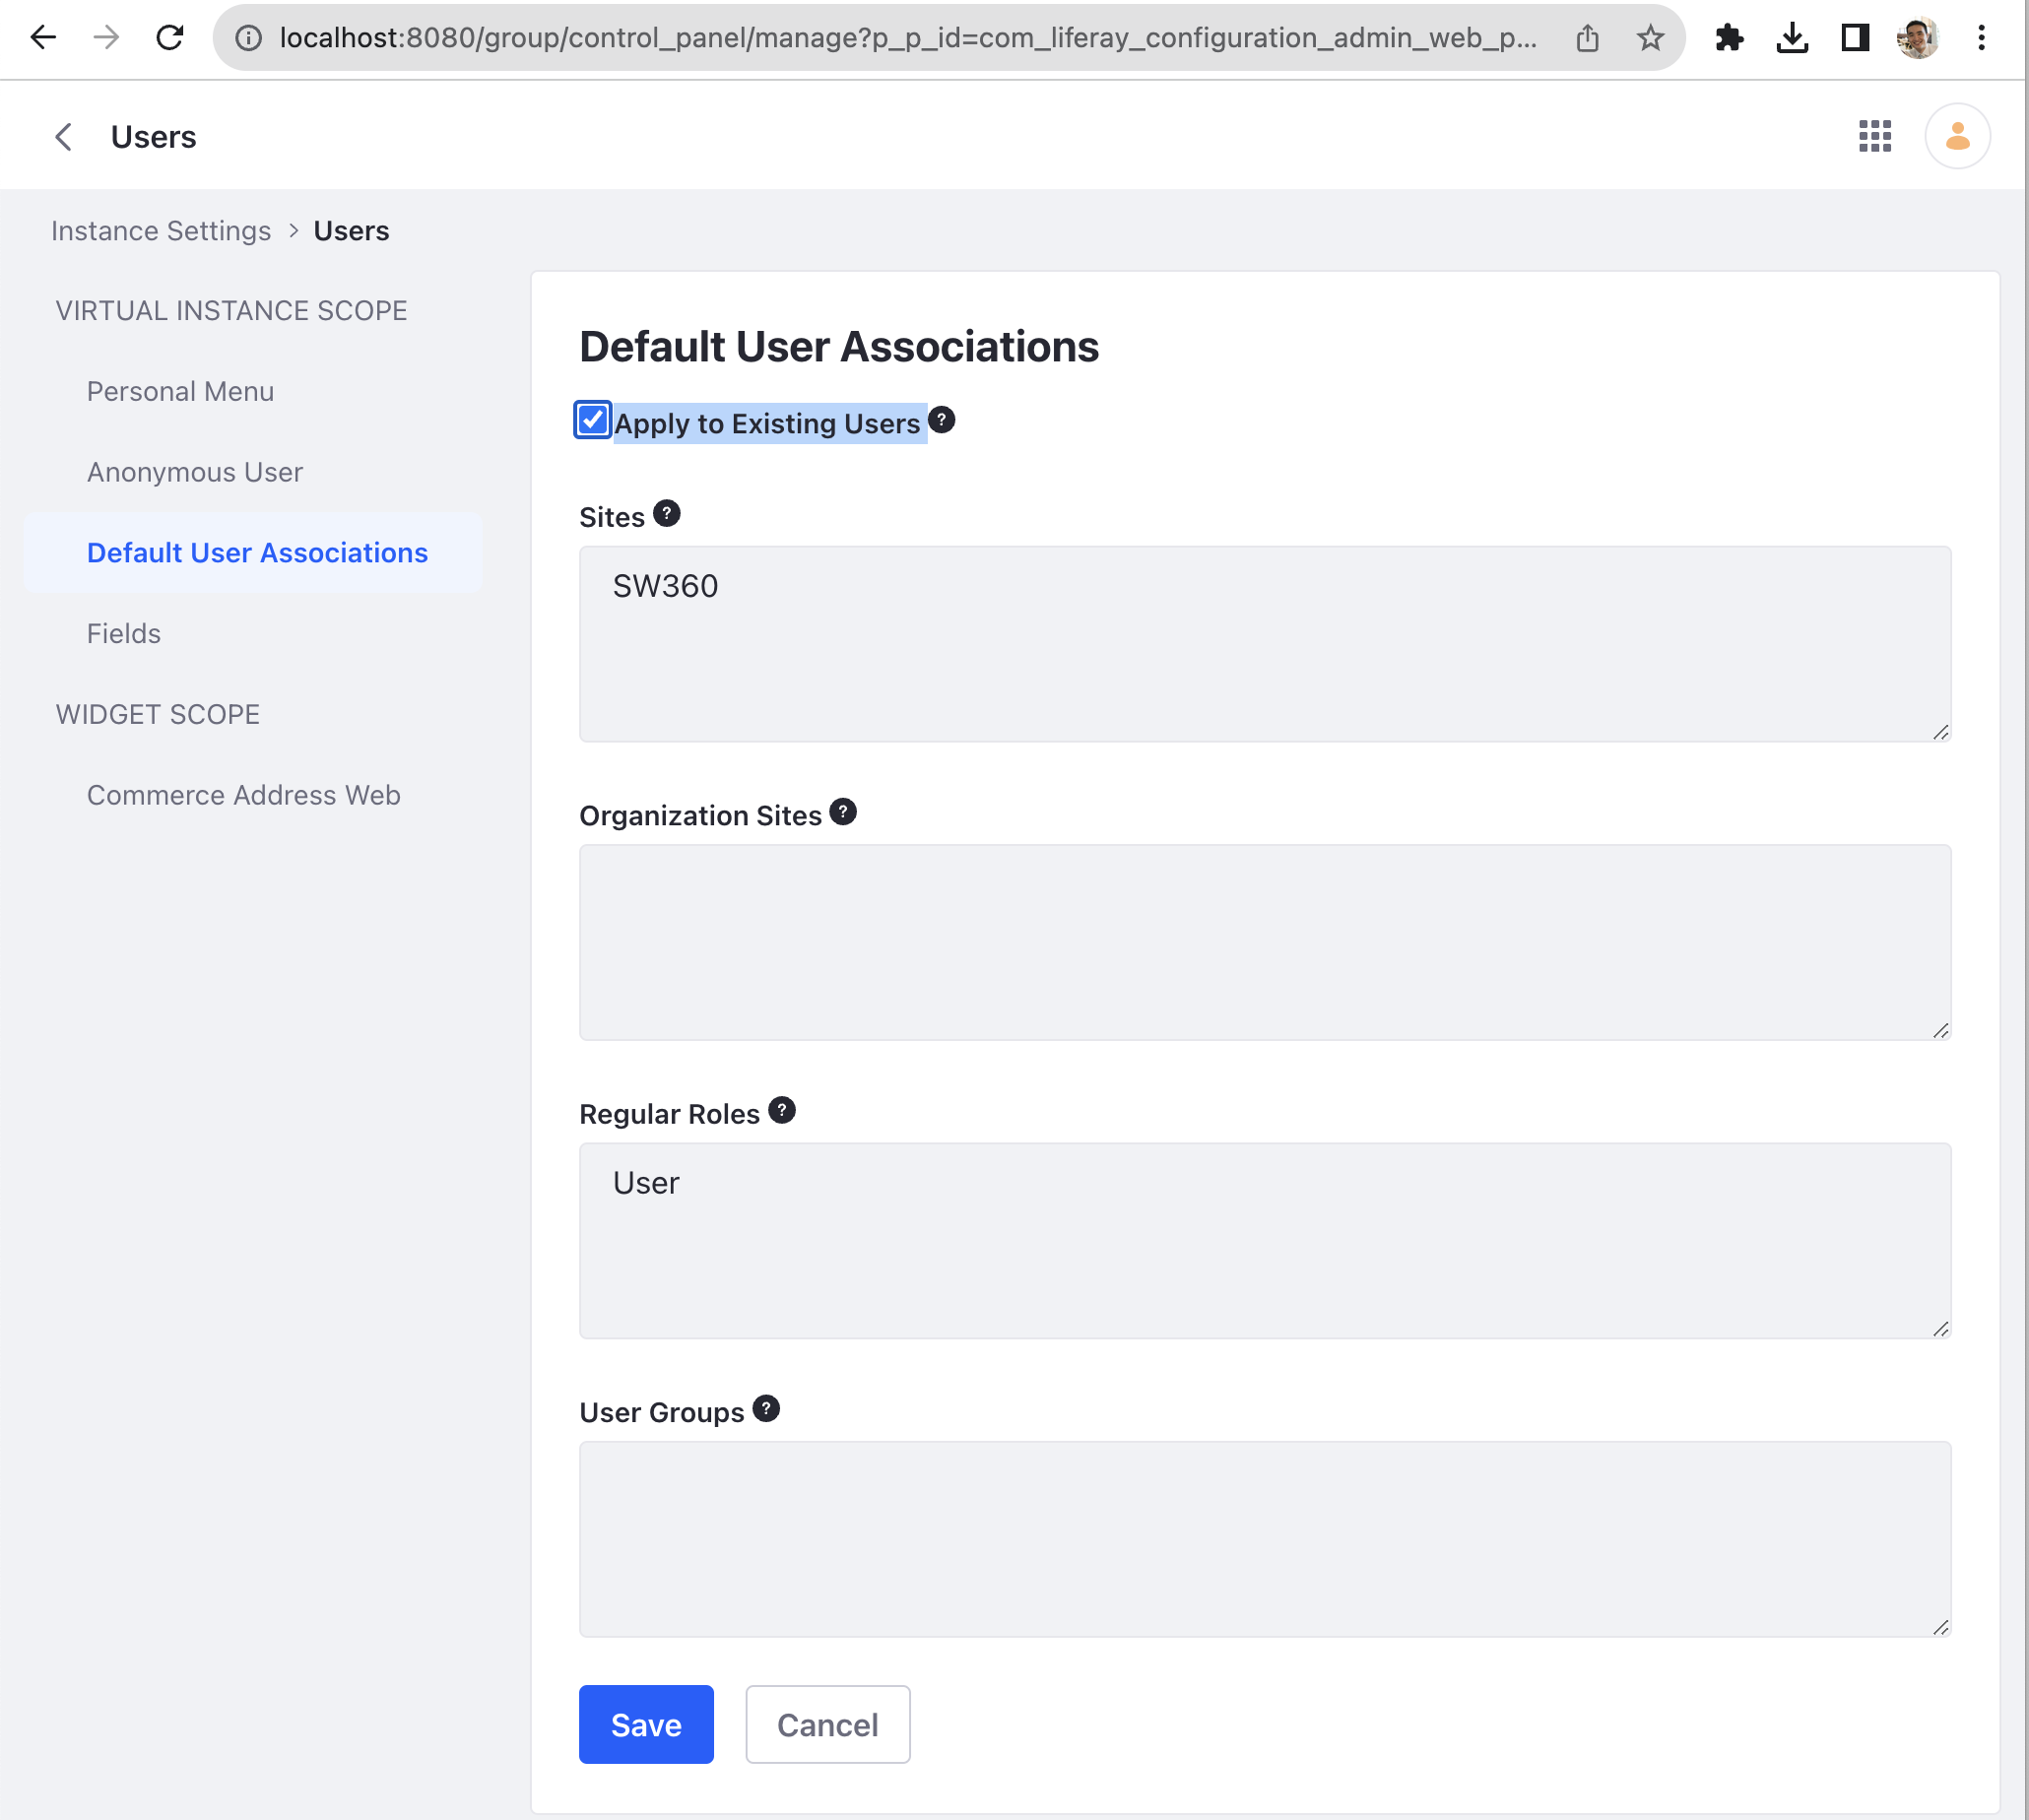 localhost:8080/group/control_panel/manage?p_p_id=com_liferay_configuration_admin_web_p...
Users
Instance Settings > Users
VIRTUAL INSTANCE SCOPE
Personal Menu
Anonymous User
Default User Associations
Fields
WIDGET SCOPE
Commerce Address Web
Default User Associations
Apply to Existing Users ?
Sites ?
SW360
Organization Sites ?
Regular Roles ?
User
User Groups ?
Save
Cancel